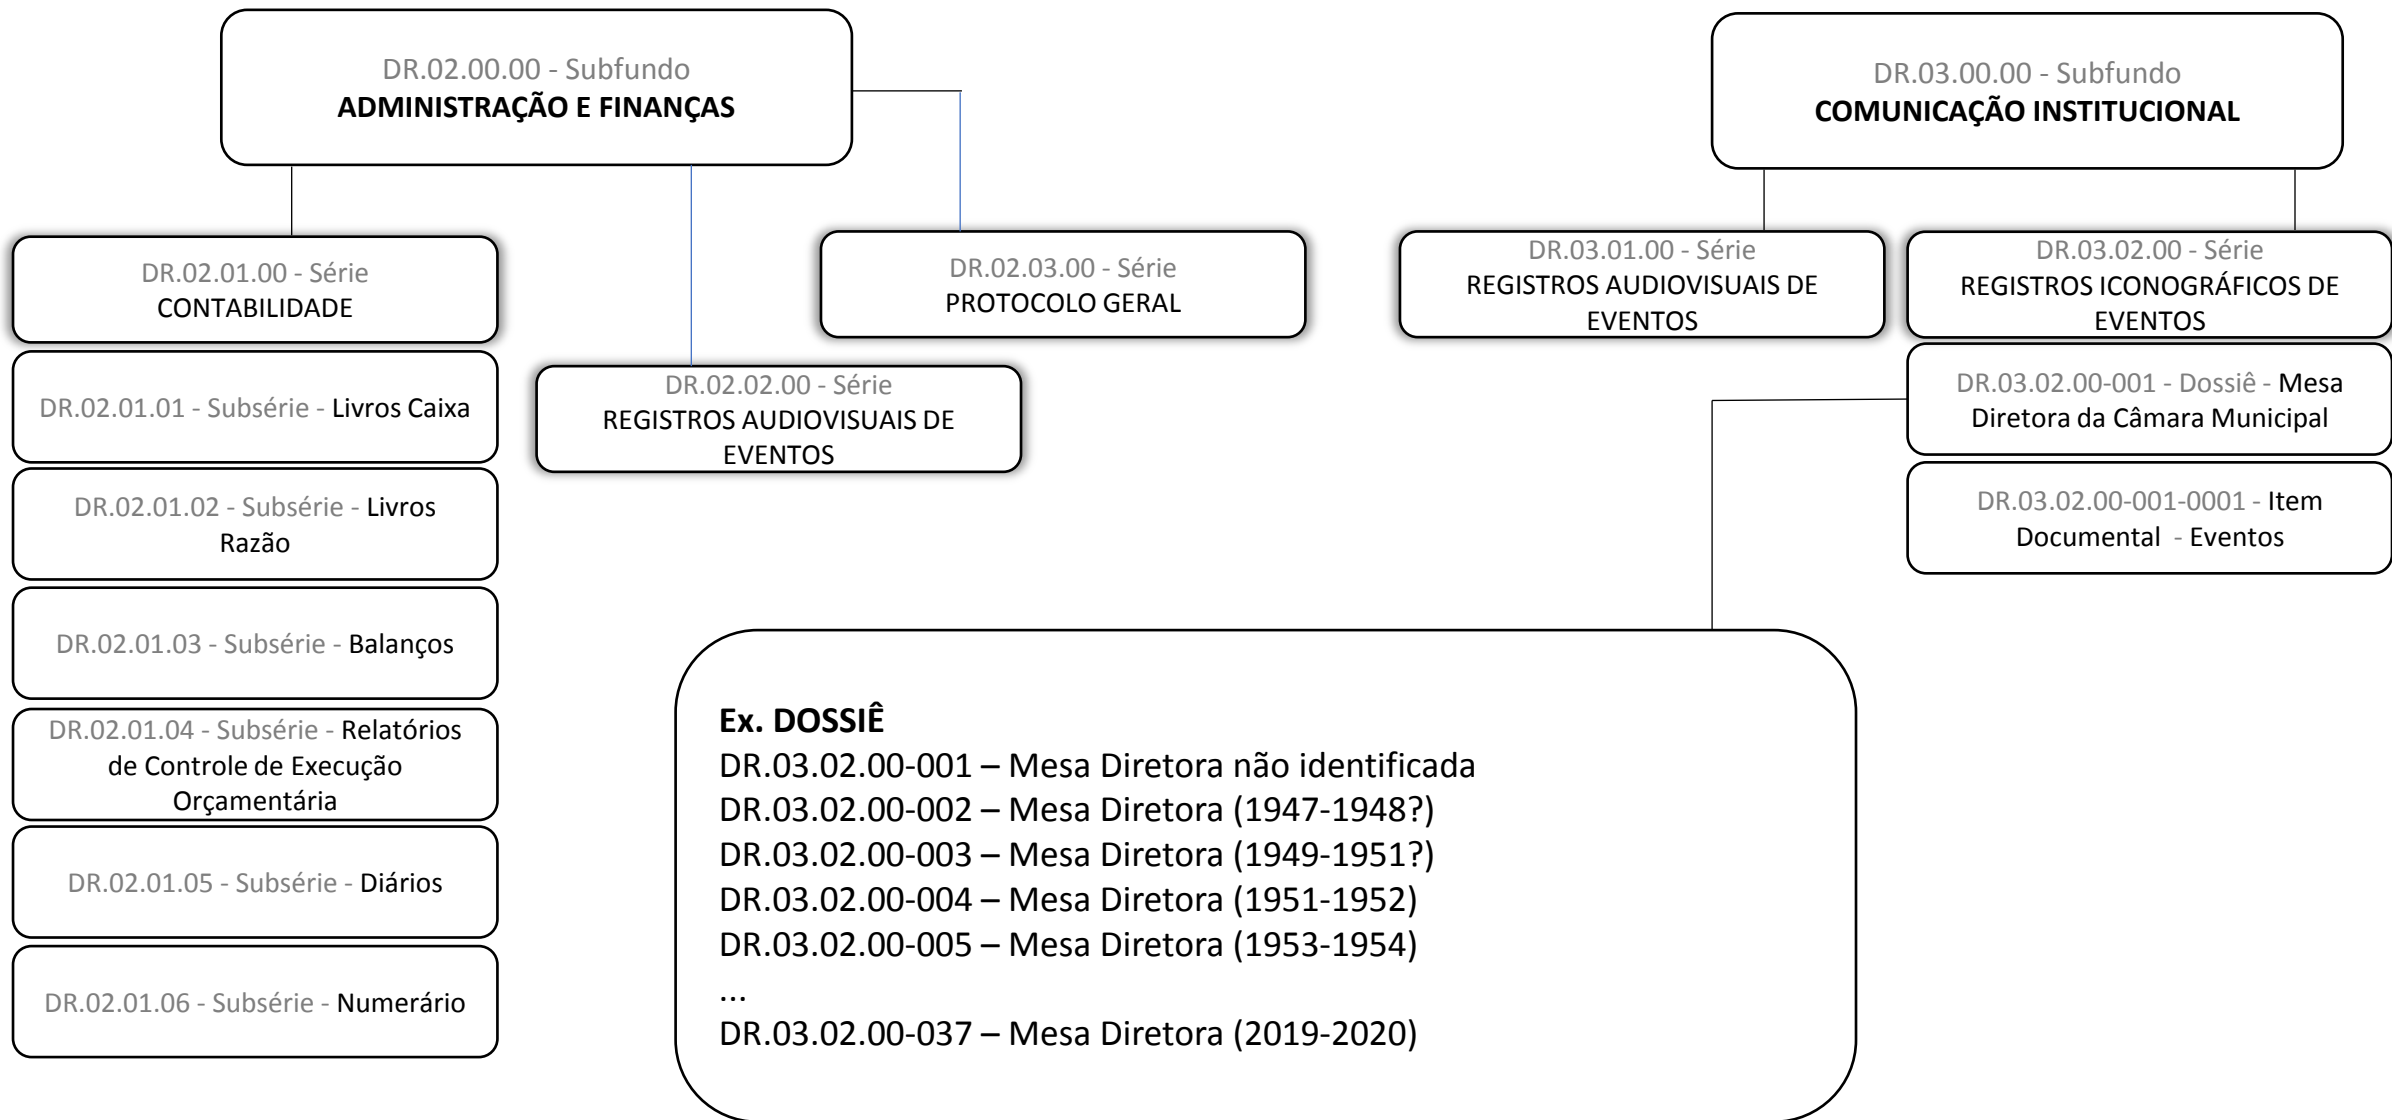 DR.02.00.00 - Subfundo
ADMINISTRAÇÃO E FINANÇAS
DR.02.01.00 - Série
CONTABILIDADE
DR.02.01.01 - Subsérie - Livros Caixa
DR.02.01.02 - Subsérie - Livros
Razão
DR.02.01.03 - Subsérie - Balanços
DR.02.01.04 - Subsérie - Relatórios
de Controle de Execução
Orçamentária
DR.02.01.05 - Subsérie - Diários
DR.02.01.06 - Subsérie - Numerário
DR.02.02.00 - Série
REGISTROS AUDIOVISUAIS DE
EVENTOS
DR.02.03.00 - Série
PROTOCOLO GERAL
DR.03.00.00 - Subfundo
COMUNICAÇÃO INSTITUCIONAL
DR.03.01.00 - Série
REGISTROS AUDIOVISUAIS DE
EVENTOS
DR.03.02.00 - Série
REGISTROS ICONOGRÁFICOS DE
EVENTOS
DR.03.02.00-001 - Dossiê - Mesa
Diretora da Câmara Municipal
DR.03.02.00-001-0001 - Item
Documental - Eventos
Ex. DOSSIÊ
DR.03.02.00-001 – Mesa Diretora não identificada
DR.03.02.00-002 – Mesa Diretora (1947-1948?)
DR.03.02.00-003 – Mesa Diretora (1949-1951?)
DR.03.02.00-004 – Mesa Diretora (1951-1952)
DR.03.02.00-005 – Mesa Diretora (1953-1954)
...
DR.03.02.00-037 – Mesa Diretora (2019-2020)